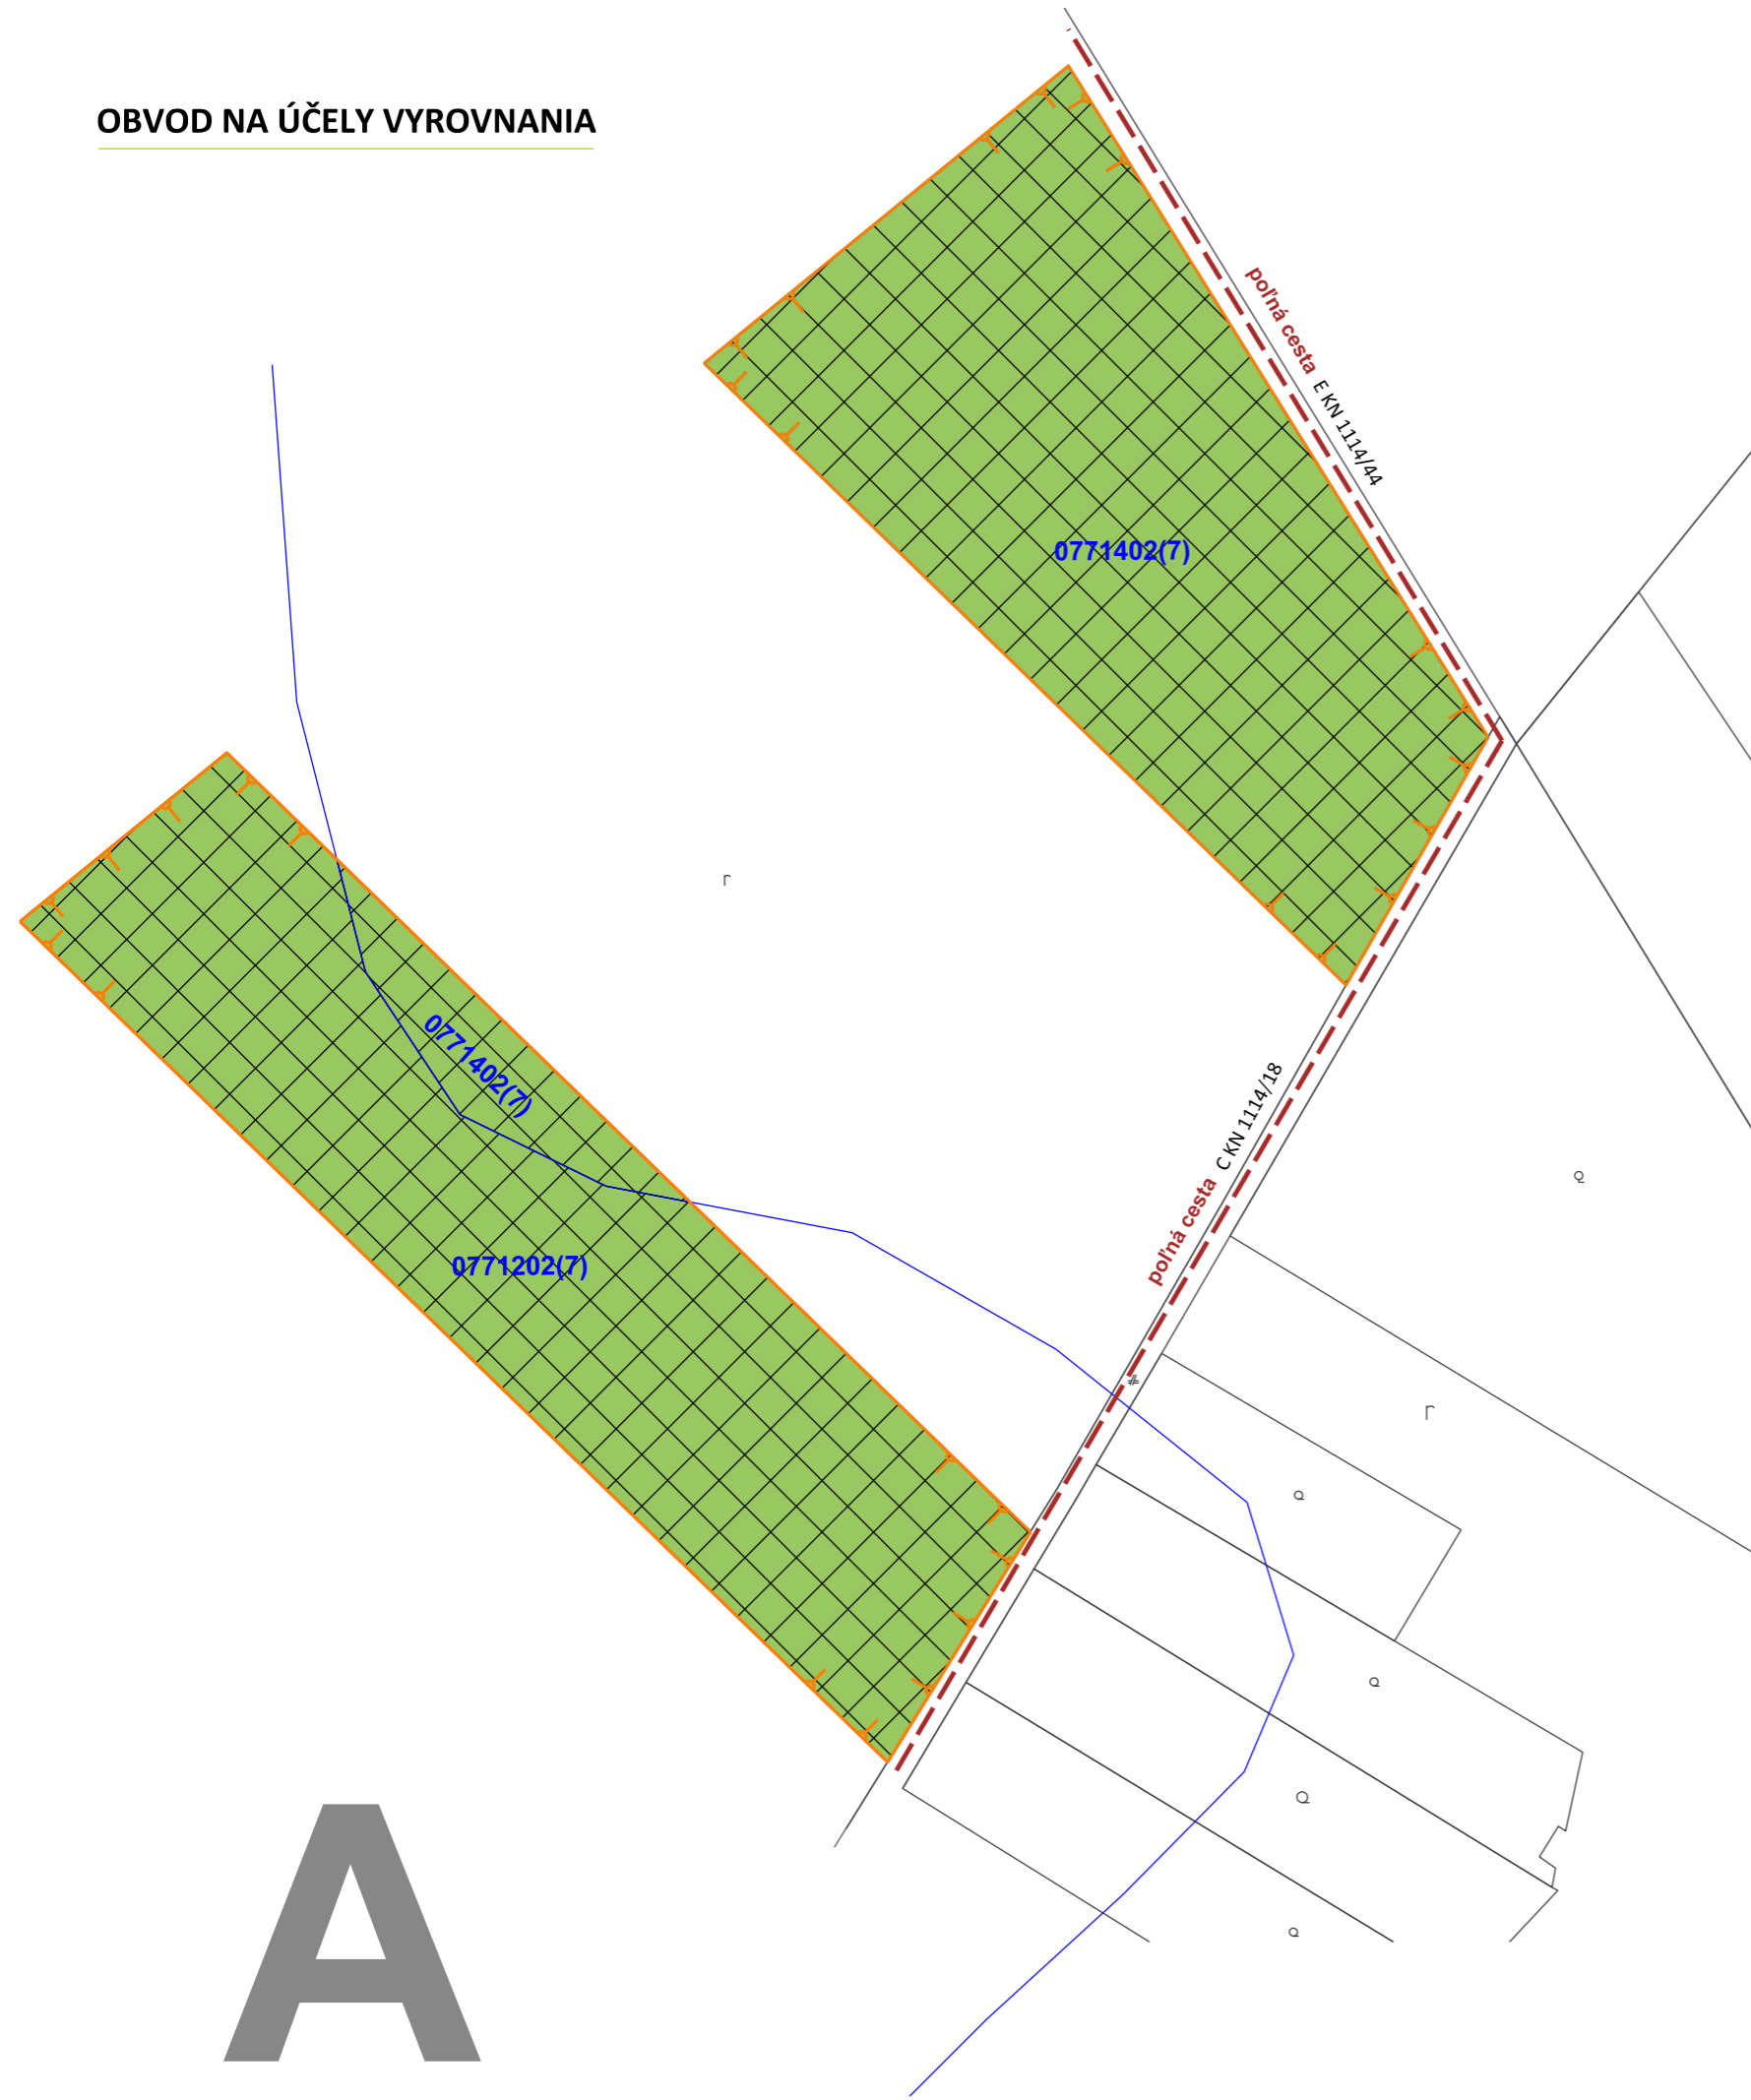 OBVOD NA ÚČELY VYROVNANIA
poľná cesta E KN 1114/44
0771402(7)
0771402(7)
poľná cesta C KN 1114/18
0771202(7)
A